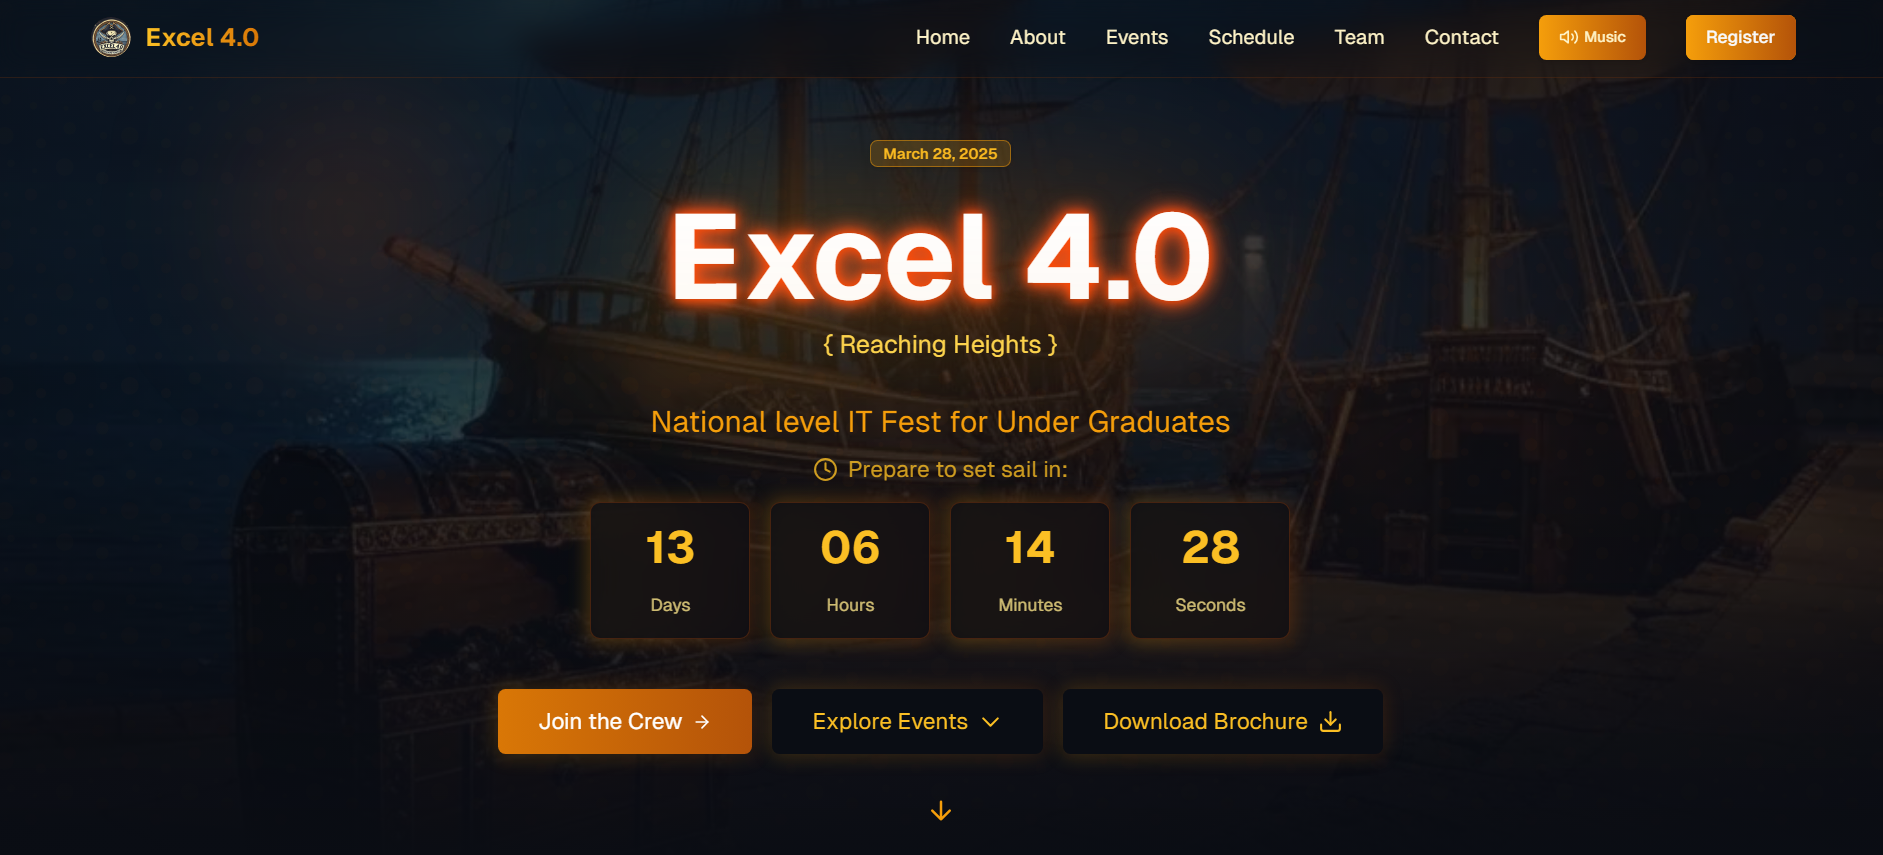 Excel 4.0
Home About Events Schedule Team Contact Music Register
March 28, 2025
Excel 4.0
{ Reaching Heights }
National level IT Fest for Under Graduates
Prepare to set sail in:
13 06 14 28
Days Hours Minutes Seconds
Join the Crew Explore Events Download Brochure